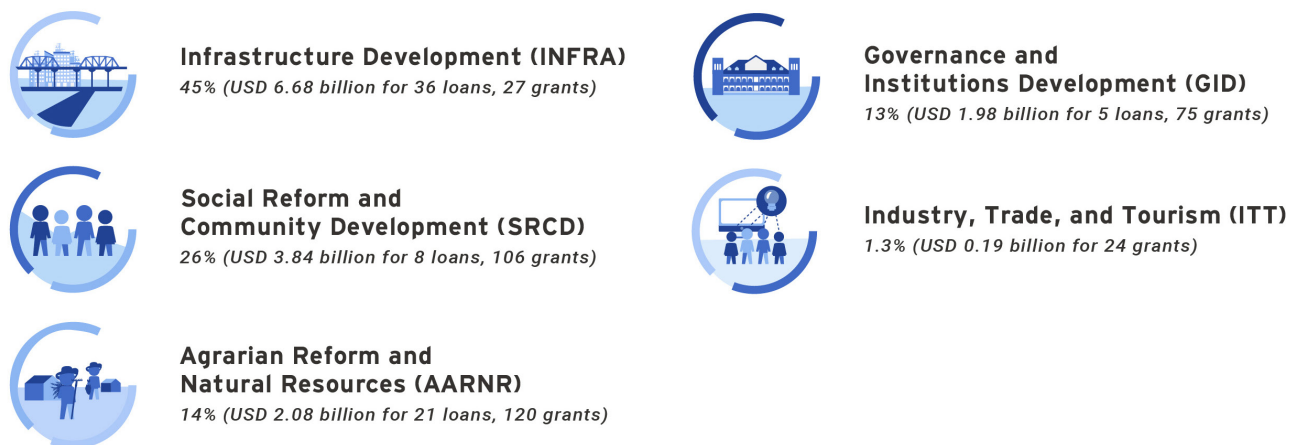 Infrastructure Development (INFRA)
45% (USD 6.68 billion for 36 loans, 27 grants)
Social Reform and
Community Development (SRCD)
26% (USD 3.84 billion for 8 loans, 106 grants)
Agrarian Reform and
Natural Resources (AARNR)
14% (USD 2.08 billion for 21 loans, 120 grants)
Governance and
Institutions Development (GID)
13% (USD 1.98 billion for 5 loans, 75 grants)
Industry, Trade, and Tourism (ITT)
1.3% (USD 0.19 billion for 24 grants)